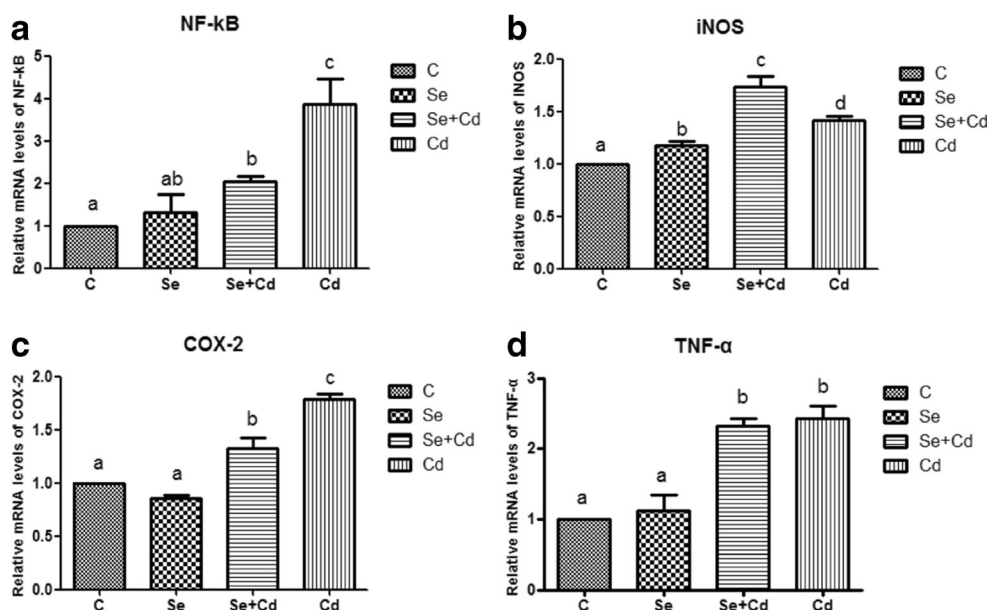 a
NF-kB
Relative mRNA levels of NF-kB
5
4
3
2
1
0
a
ab
b
c
C
Se
Se+Cd
Cd
C
Se
Se+Cd
Cd
b
iNOS
Relative mRNA levels of iNOS
2.0
1.5
1.0
0.5
0.0
a
b
c
d
C
Se
Se+Cd
Cd
C
Se
Se+Cd
Cd
c
COX-2
Relative mRNA levels of COX-2
2.0
1.5
1.0
0.5
0.0
a
a
b
c
C
Se
Se+Cd
Cd
C
Se
Se+Cd
Cd
d
TNF-α
Relative mRNA levels of TNF-α
3
2
1
0
a
a
b
b
C
Se
Se+Cd
Cd
C
Se
Se+Cd
Cd